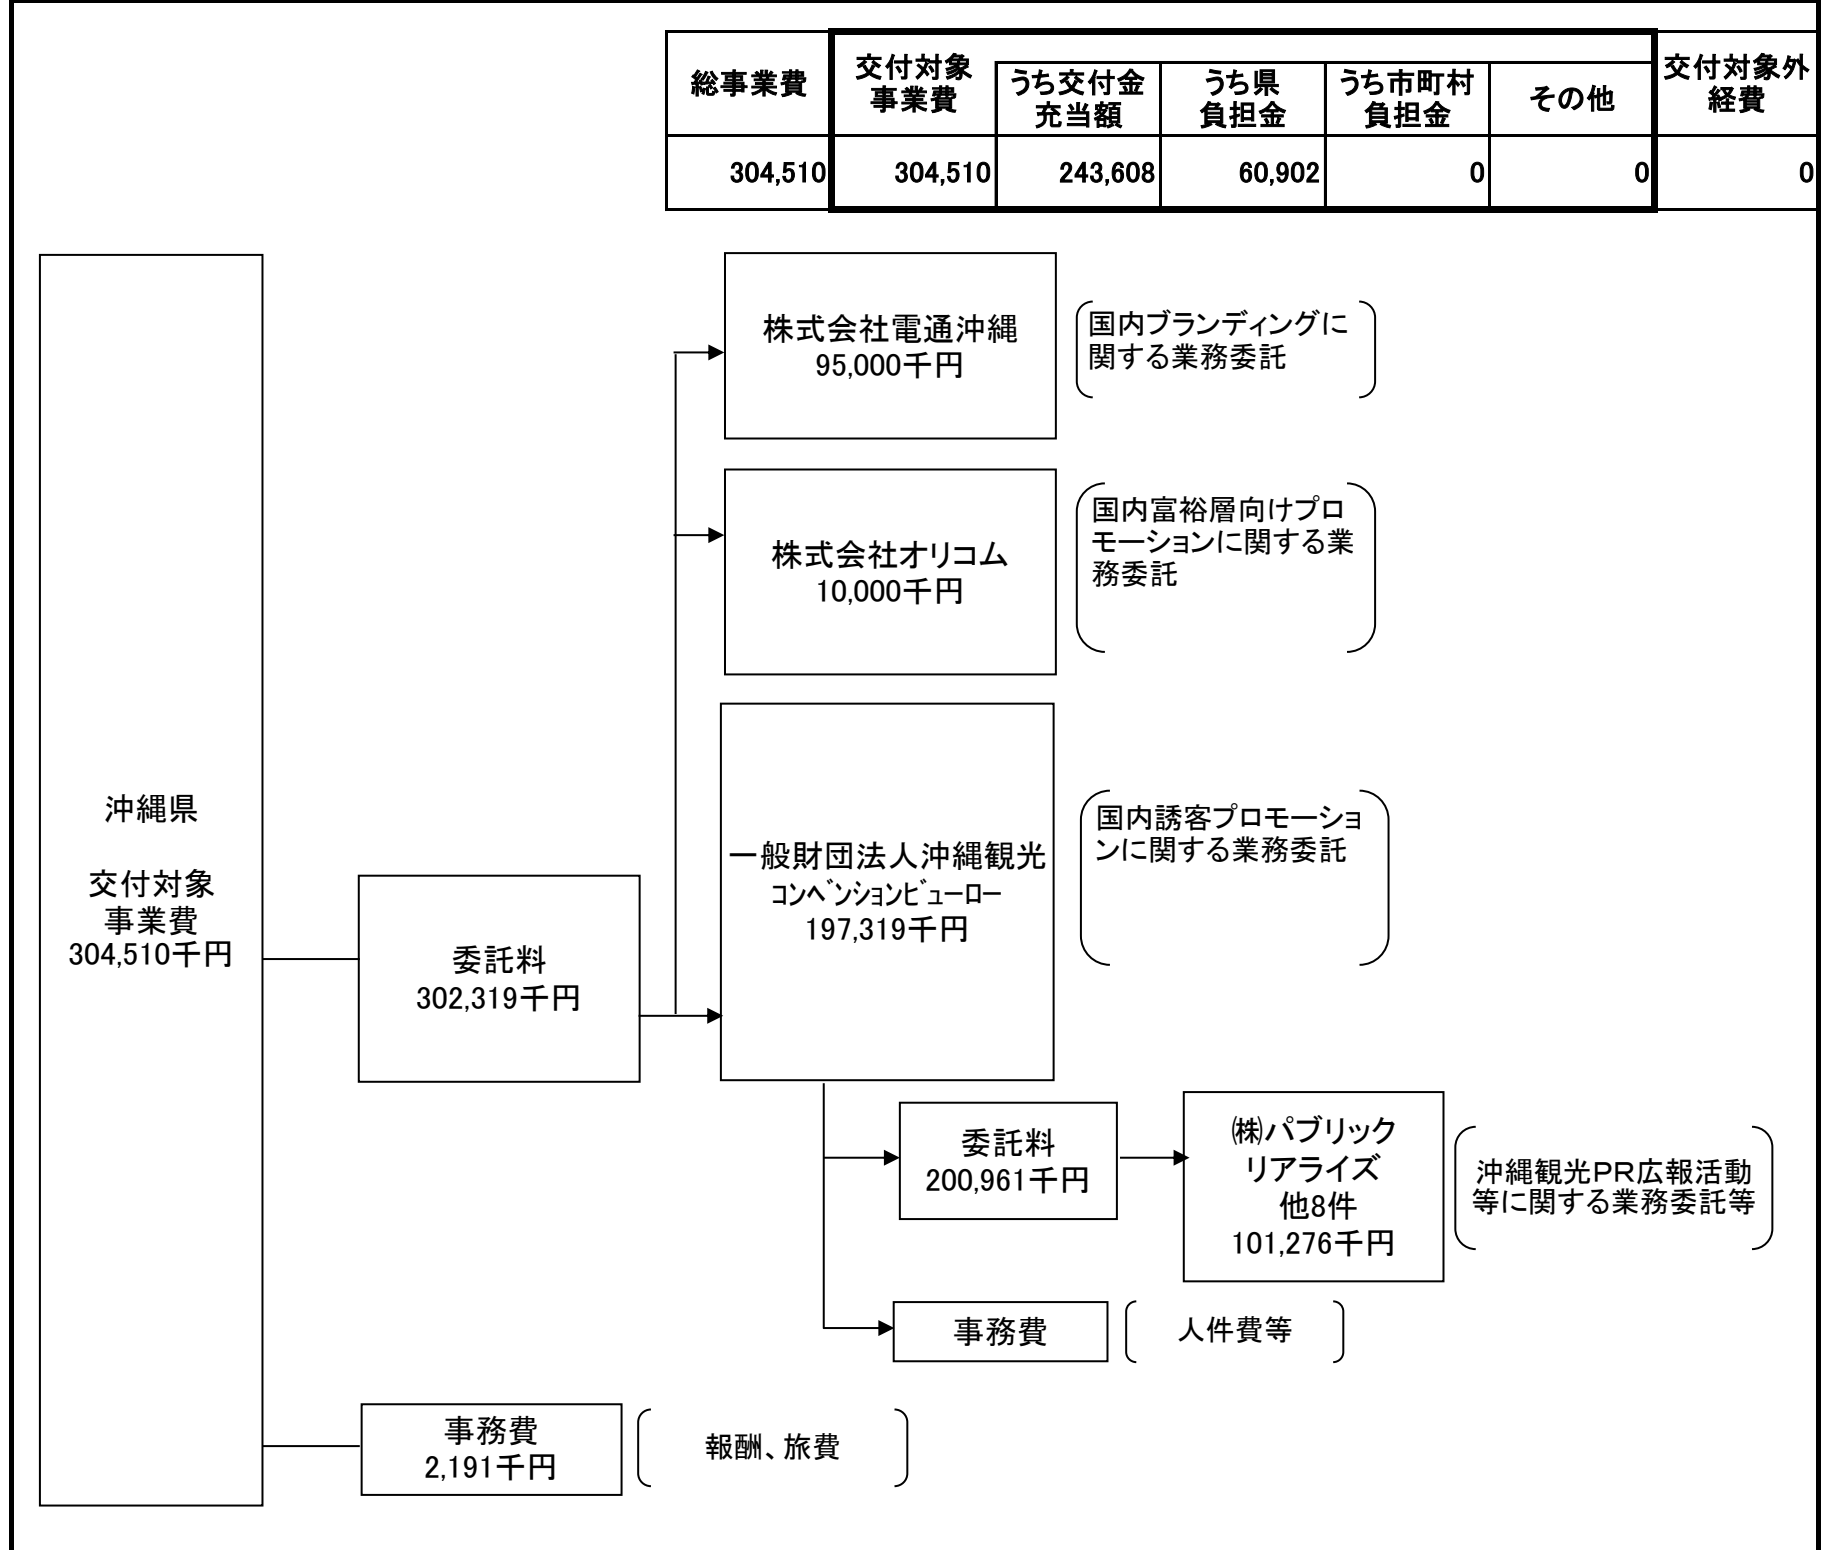 総事業費
交付対象
事業費
うち交付金
充当額
うち県
負担金
うち市町村
負担金
その他
交付対象外
経費
304,510
304,510
243,608
60,902
0
0
0
株式会社電通沖縄
95,000千円
国内ブランディングに
関する業務委託
株式会社オリコム
10,000千円
国内富裕層向けプロ
モーションに関する業
務委託
沖縄県
交付対象
事業費
304,510千円
委託料
302,319千円
一般財団法人沖縄観光
コンベンションビューロー
197,319千円
国内誘客プロモーショ
ンに関する業務委託
委託料
200,961千円
㈱パブリック
リアライズ
他8件
101,276千円
沖縄観光PR広報活動
等に関する業務委託等
事務費
人件費等
事務費
2,191千円
報酬、旅費